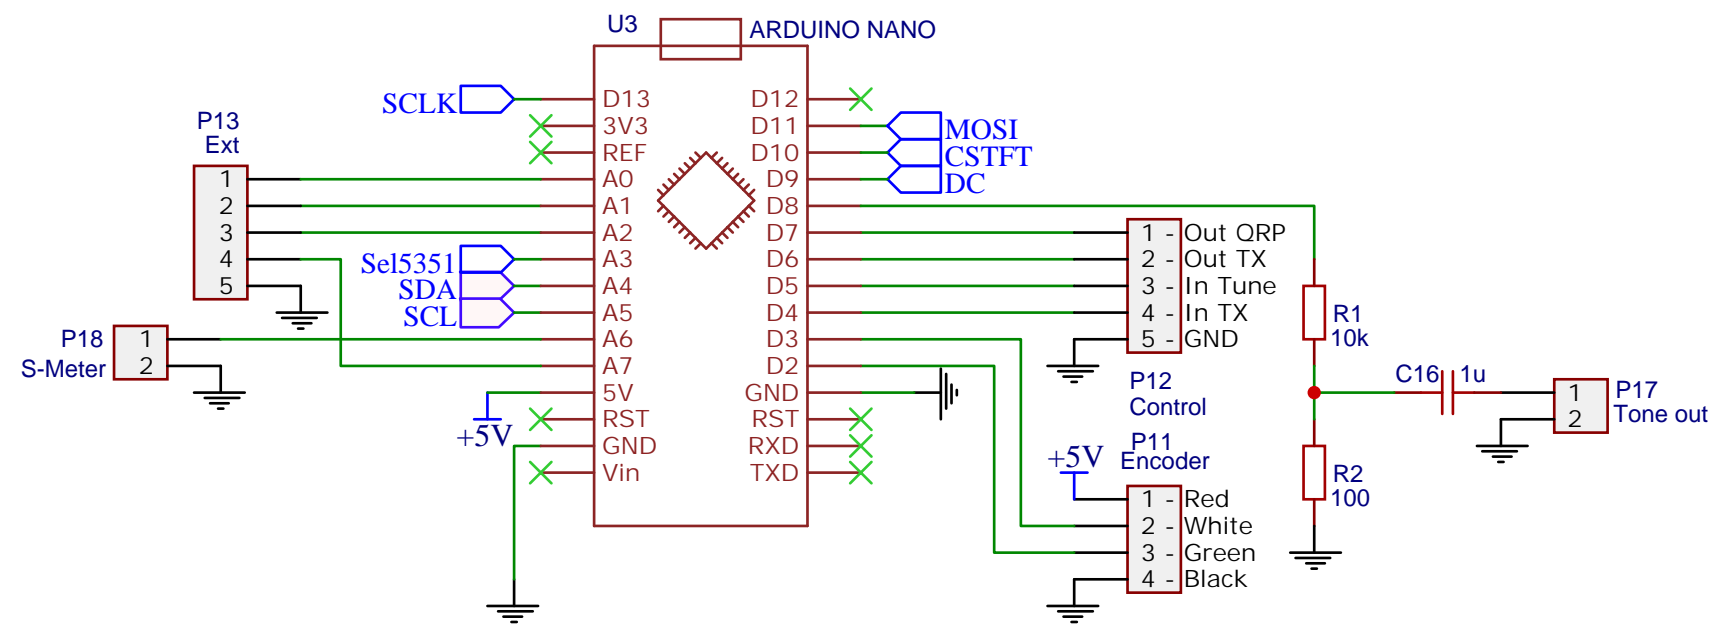 U3
ARDUINO NANO
SCLK
D13
3V3
REF
A0
A1
A2
A3
A4
A5
A6
A7
5V
RST
GND
Vin
D12
D11
D10
D9
D8
D7
D6
D5
D4
D3
D2
GND
RST
RXD
TXD
MOSI
CSTFT
DC
P13
Ext
1
2
3
4
5
Sel5351
SDA
SCL
P18
S-Meter
1
2
+5V
1 - Out QRP
2 - Out TX
3 - In Tune
4 - In TX
5 - GND
P12
Control
P11
Encoder
+5V
1 - Red
2 - White
3 - Green
4 - Black
R1
10k
C16
1u
R2
100
1
2
P17
Tone out